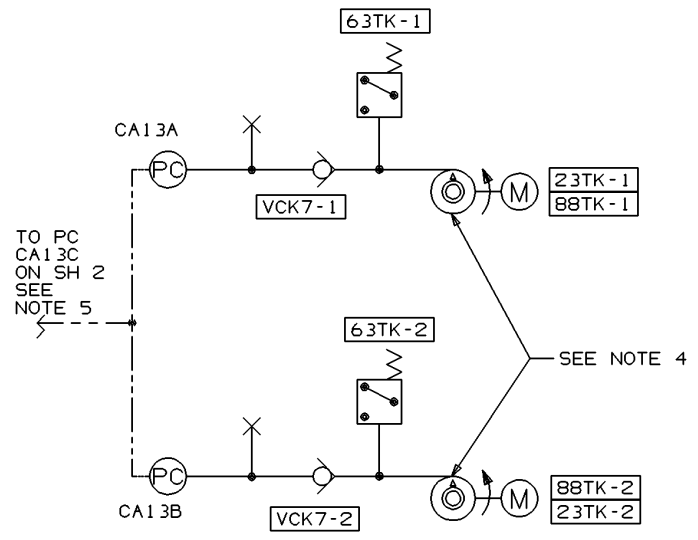 63TK-1
CA13A
PC
VCK7-1
M
23TK-1
88TK-1
TO PC
CA13C
ON SH 2
SEE
NOTE 5
63TK-2
SEE NOTE 4
PC
CA13B
VCK7-2
M
88TK-2
23TK-2